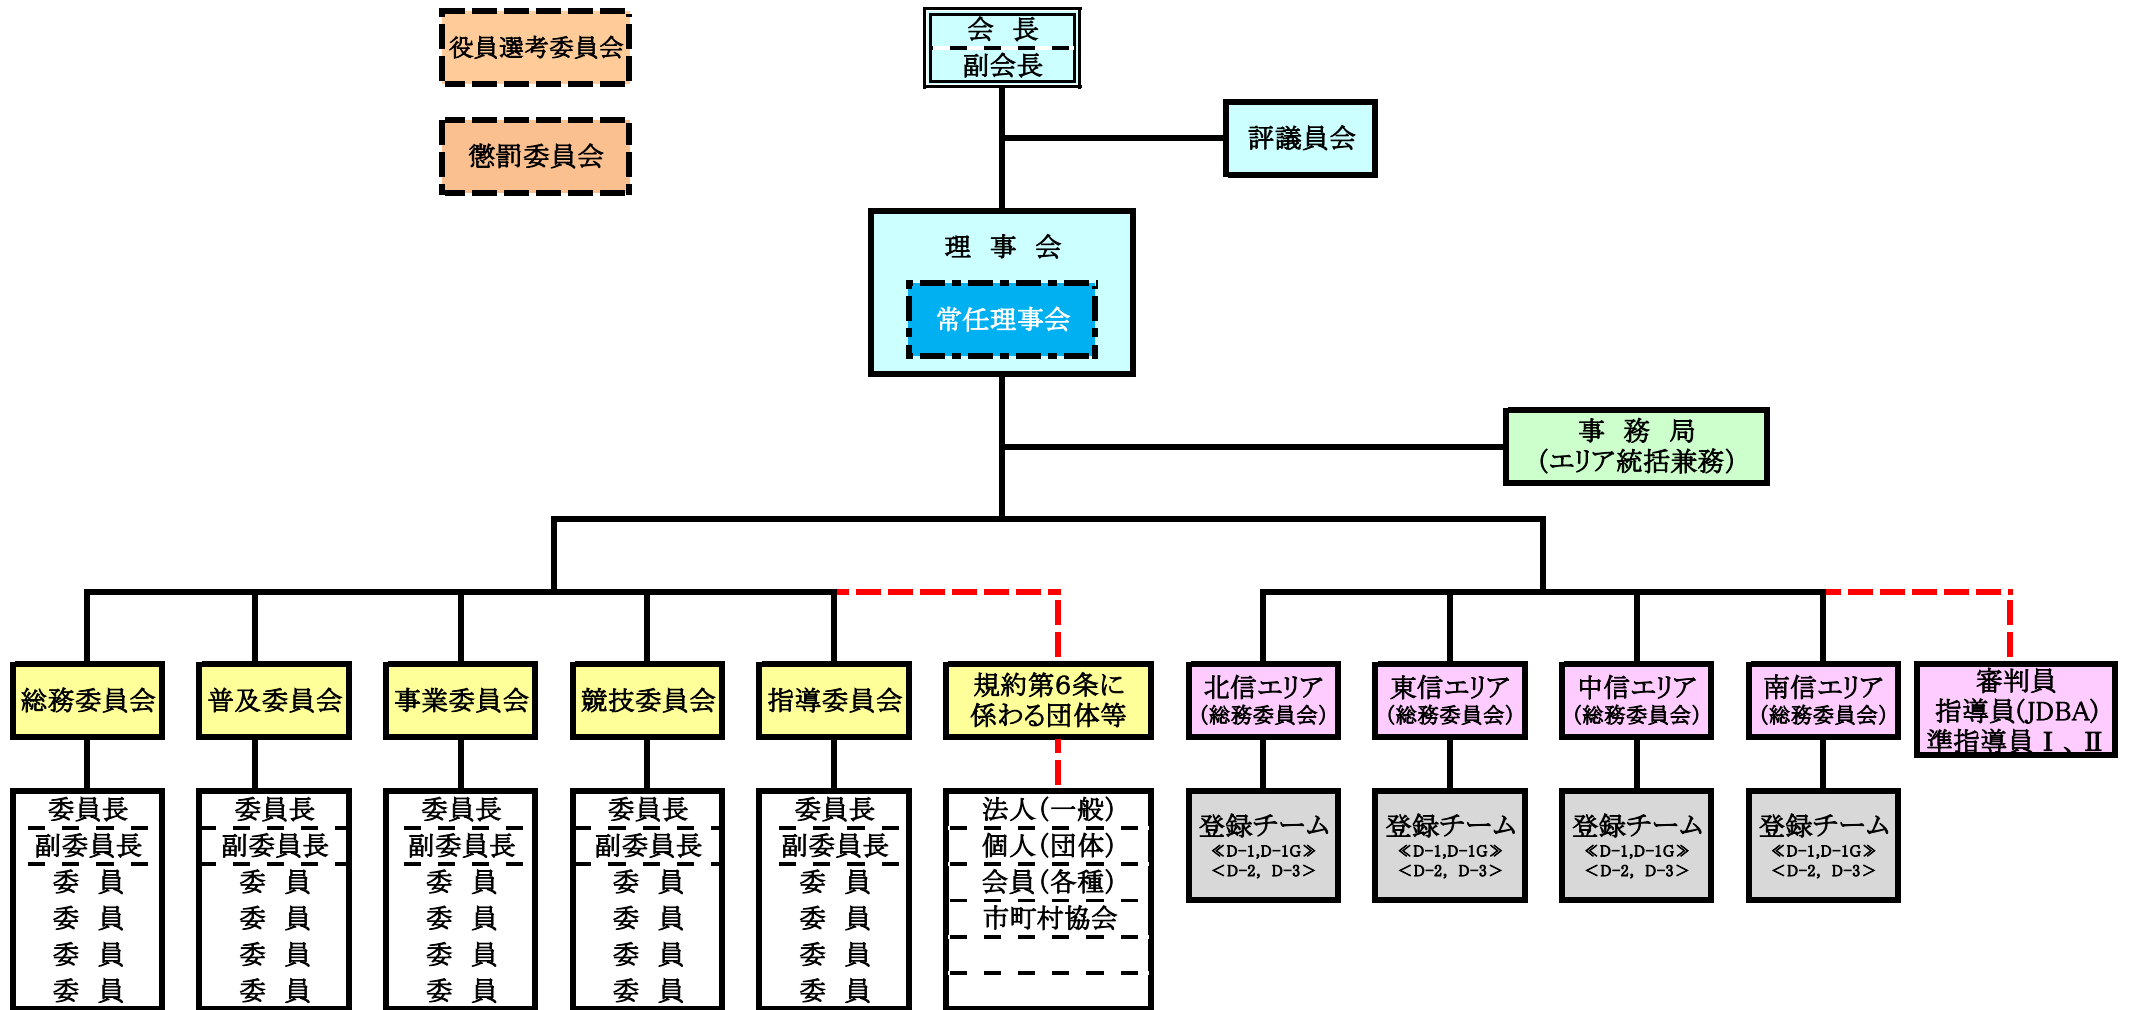 役員選考委員会
会　長
副会長
懲罰委員会
評議員会
理　事　会
常任理事会
事　務　局
（エリア統括兼務）
総務委員会
普及委員会
事業委員会
競技委員会
指導委員会
規約第6条に
係わる団体等
北信エリア
（総務委員会）
東信エリア
（総務委員会）
中信エリア
（総務委員会）
南信エリア
（総務委員会）
審判員
指導員(JDBA)
準指導員Ⅰ、Ⅱ
委員長
副委員長
委　員
委　員
委　員
委　員
委員長
副委員長
委　員
委　員
委　員
委　員
委員長
副委員長
委　員
委　員
委　員
委　員
委員長
副委員長
委　員
委　員
委　員
委　員
委員長
副委員長
委　員
委　員
委　員
委　員
法人（一般）
個人（団体）
会員（各種）
市町村協会
登録チーム
≪D-1,D-1G≫
＜D-2, D-3＞
登録チーム
≪D-1,D-1G≫
＜D-2, D-3＞
登録チーム
≪D-1,D-1G≫
＜D-2, D-3＞
登録チーム
≪D-1,D-1G≫
＜D-2, D-3＞